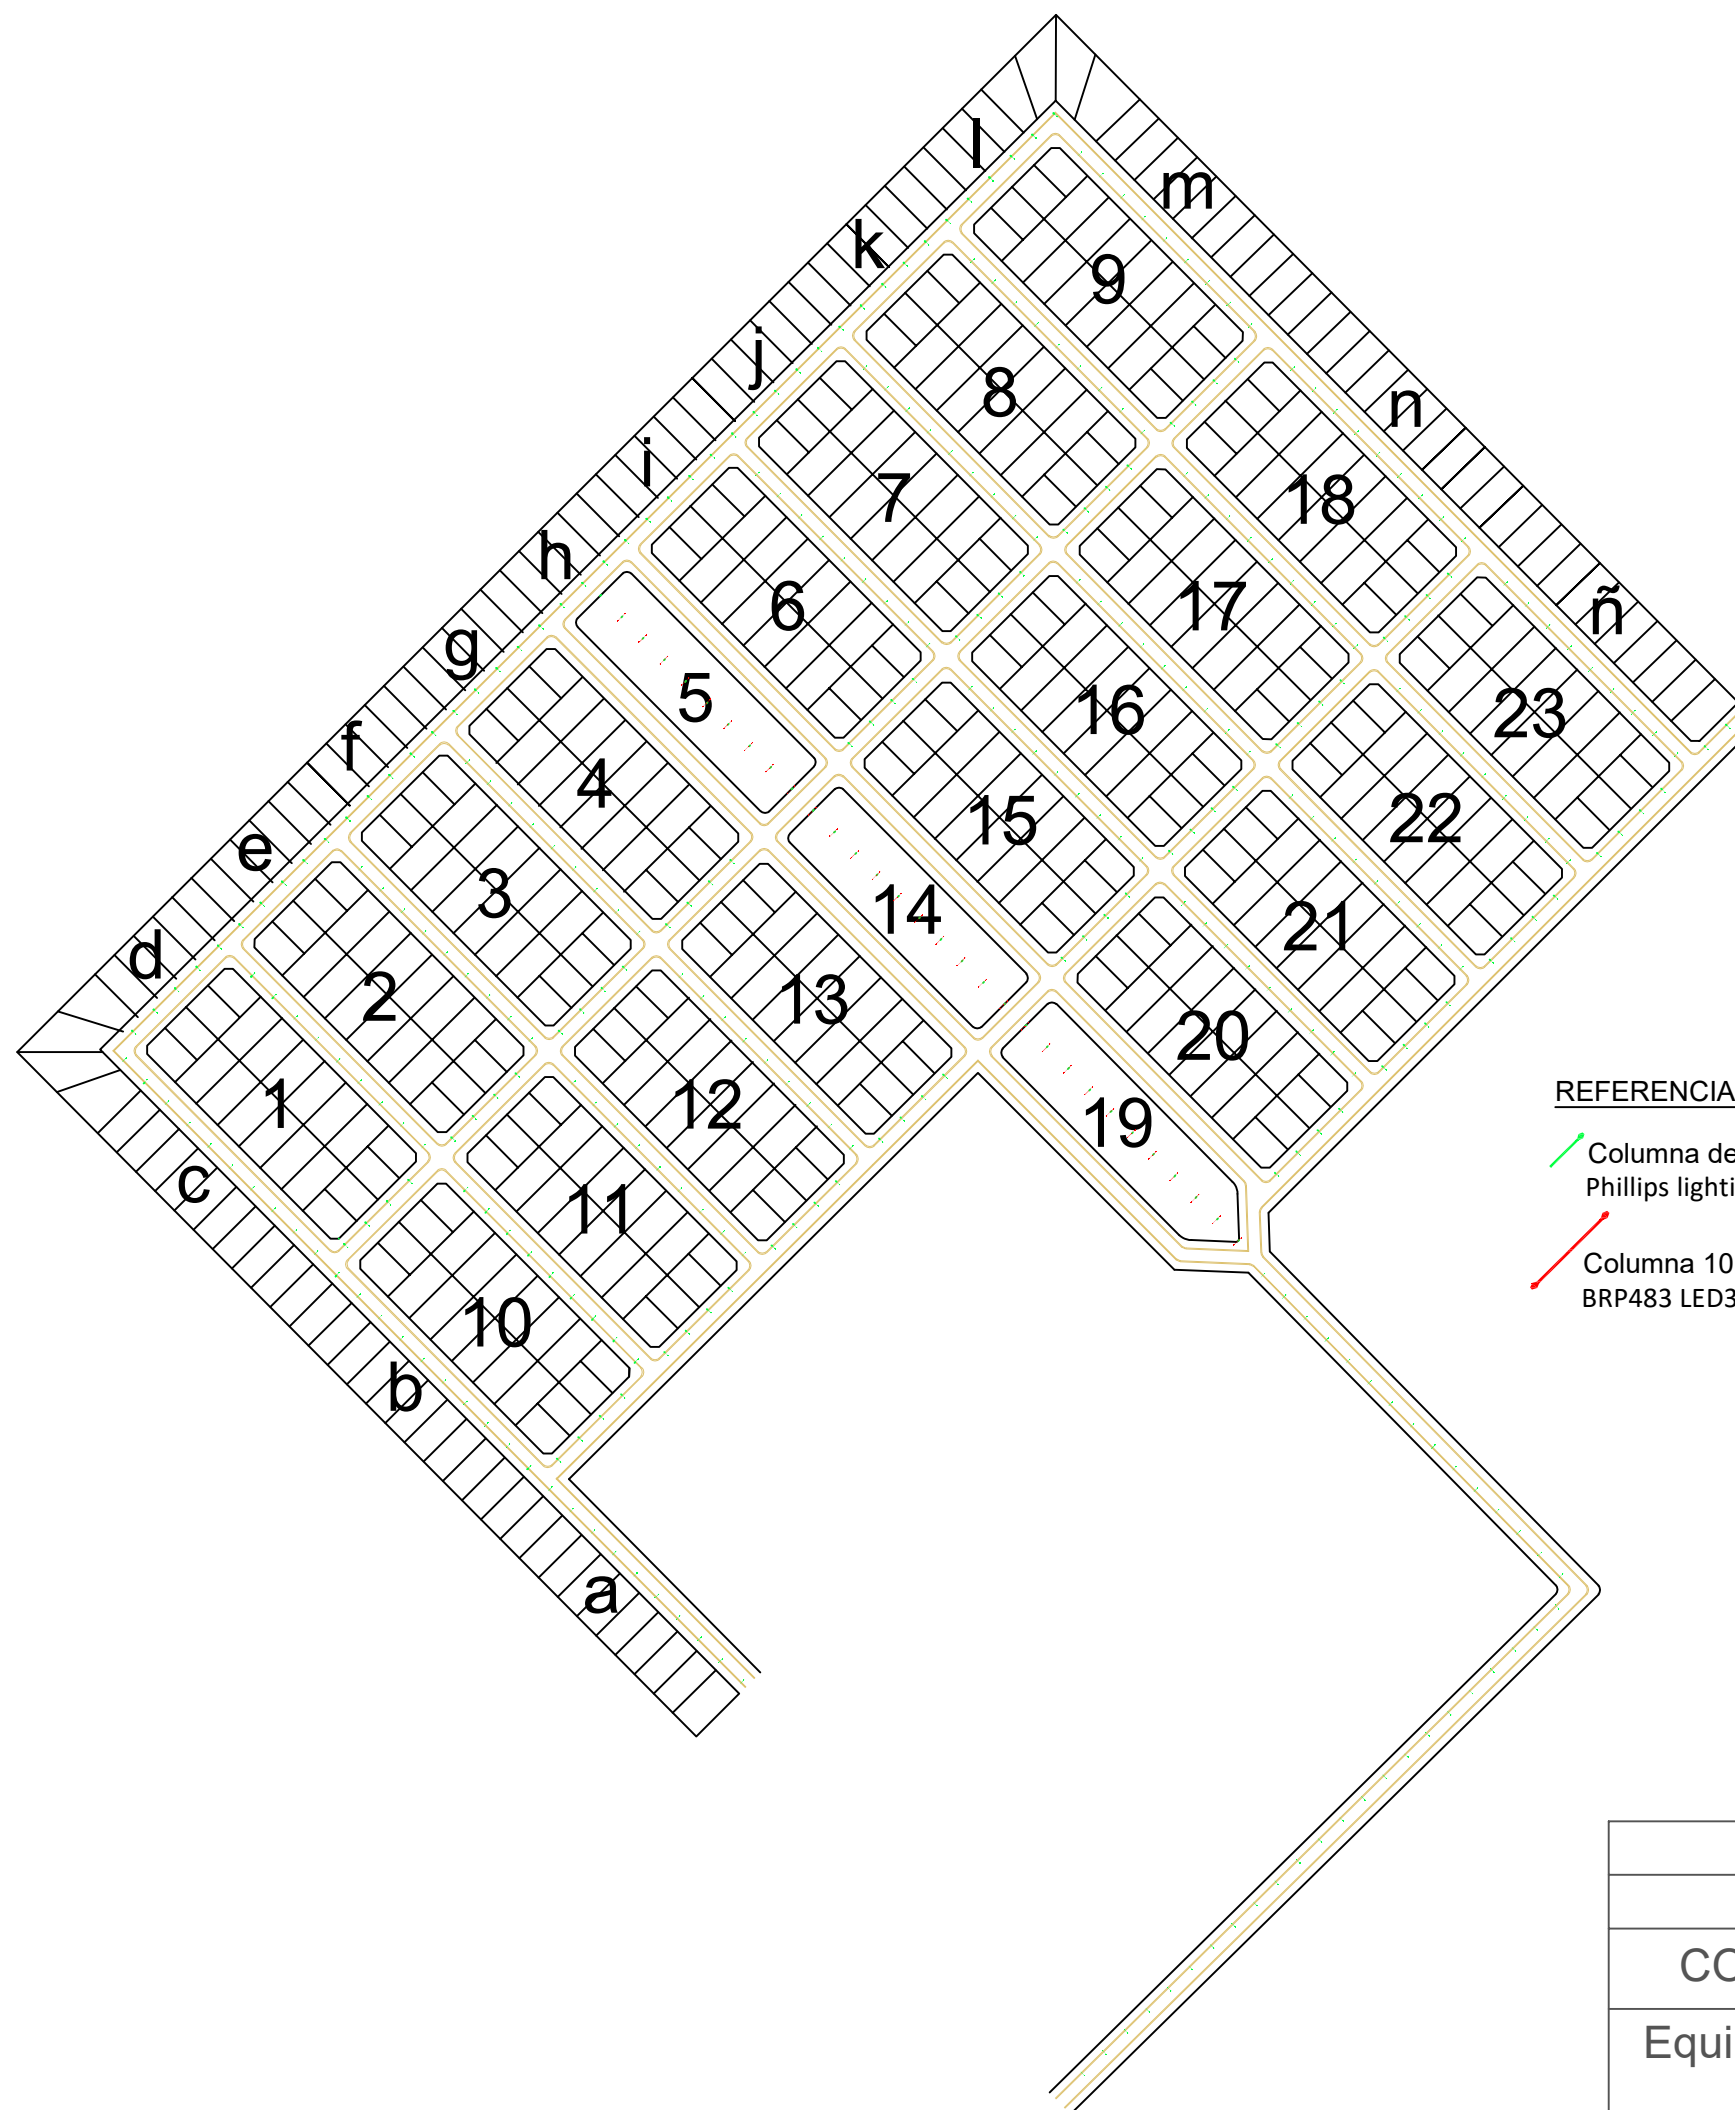 l
m
k
9
j
8
n
i
7
18
h
6
17
ñ
g
5
16
23
f
4
15
22
e
3
14
21
d
2
13
20
1
12
19
c
11
10
b
a
REFERENCIA
Columna de
Phillips lighti
Columna 10
BRP483 LED3
CO
Equi